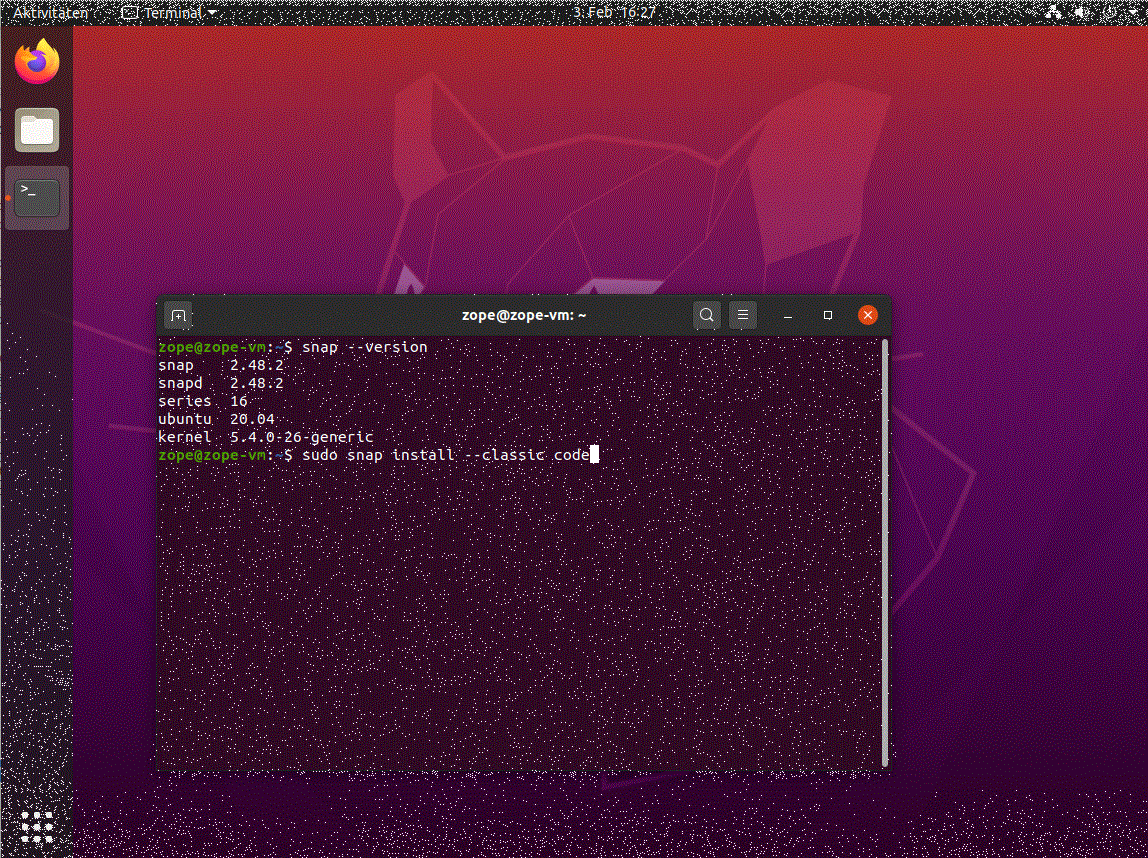 Aktivitäten Terminal 3. Feb 16:27
zope@zope-vm: ~
zope@zope-vm:~$ snap --version
snap 2.48.2
snapd 2.48.2
series 16
ubuntu 20.04
kernel 5.4.0-26-generic
zope@zope-vm:~$ sudo snap install --classic code